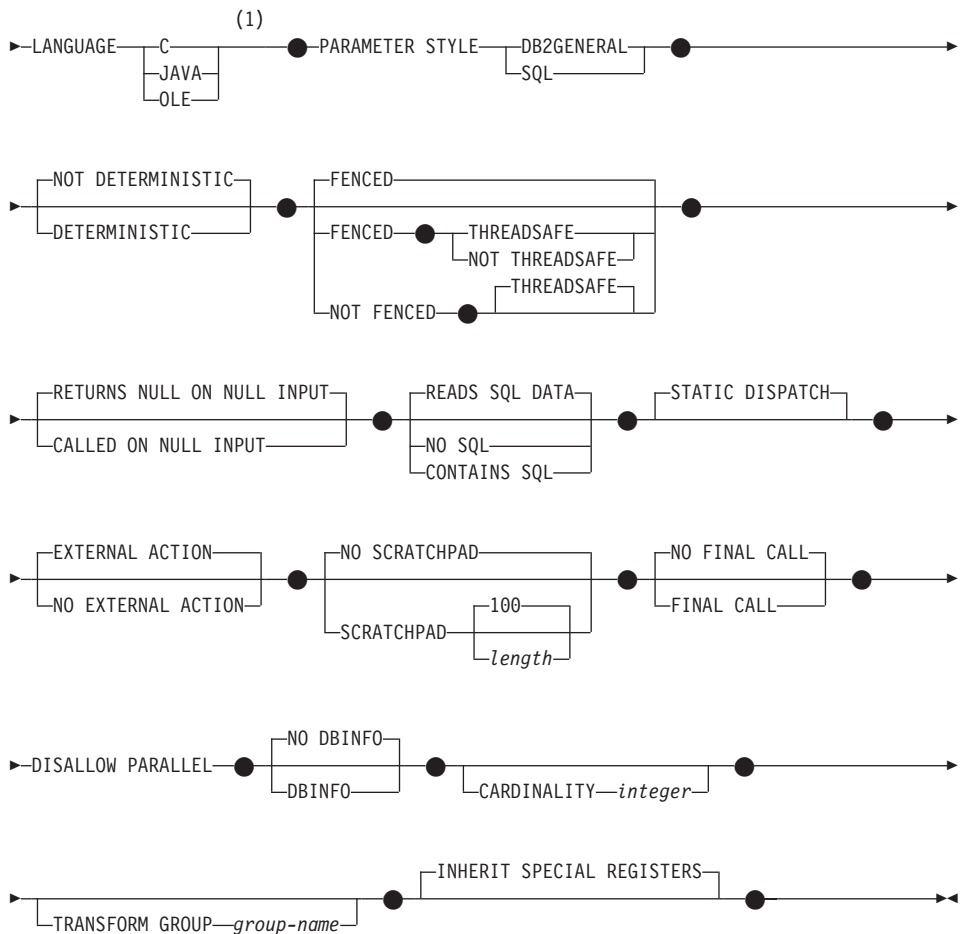 (1)
LANGUAGE C PARAMETER STYLE DB2GENERAL
JAVA SQL
OLE
NOT DETERMINISTIC FENCED
DETERMINISTIC FENCED THREADSAFE
NOT THREADSAFE
THREADSAFE
NOT FENCED
RETURNS NULL ON NULL INPUT READS SQL DATA STATIC DISPATCH
CALLED ON NULL INPUT NO SQL
CONTAINS SQL
EXTERNAL ACTION NO SCRATCHPAD NO FINAL CALL
NO EXTERNAL ACTION 100 FINAL CALL
SCRATCHPAD
length
NO DBINFO
DISALLOW PARALLEL
DBINFO CARDINALITY integer
INHERIT SPECIAL REGISTERS
TRANSFORM GROUP group-name